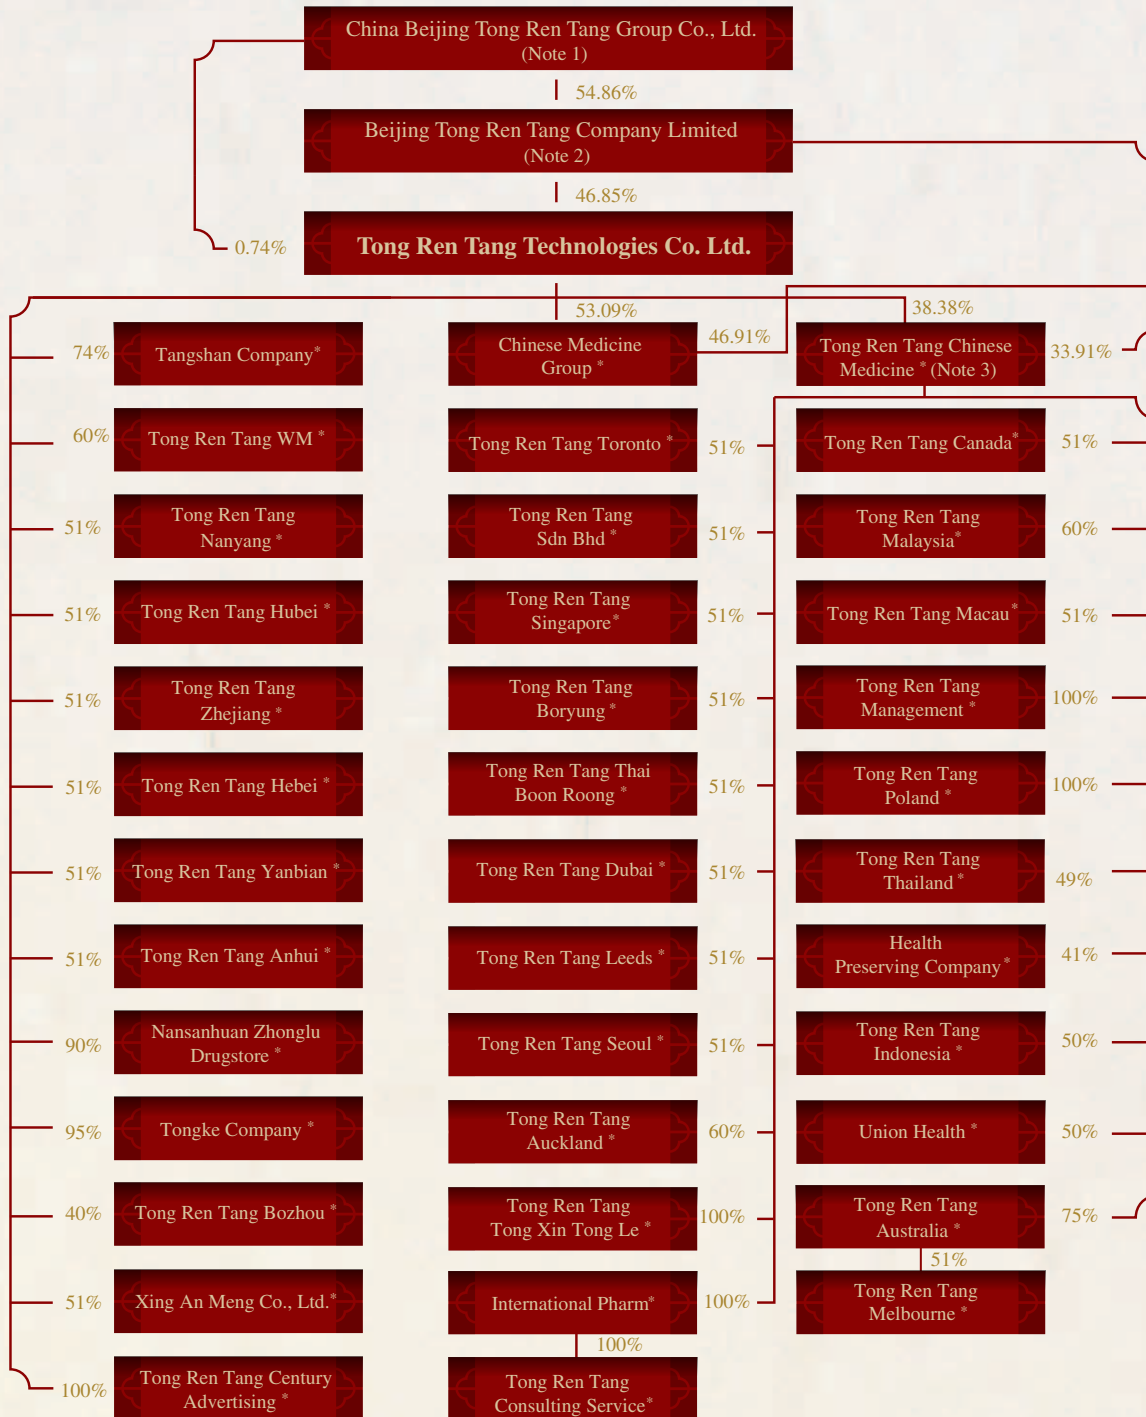 China Beijing Tong Ren Tang Group Co., Ltd.
(Note 1)
54.86%
Beijing Tong Ren Tang Company Limited
(Note 2)
46.85%
0.74%
Tong Ren Tang Technologies Co. Ltd.
53.09%
38.38%
74%
Tangshan Company*
Chinese Medicine
Group *
46.91%
Tong Ren Tang Chinese
Medicine * (Note 3)
33.91%
60%
Tong Ren Tang WM *
Tong Ren Tang Toronto *
51%
Tong Ren Tang Canada*
51%
51%
Tong Ren Tang
Nanyang *
Tong Ren Tang
Sdn Bhd *
51%
Tong Ren Tang
Malaysia*
60%
51%
Tong Ren Tang Hubei *
Tong Ren Tang
Singapore*
51%
Tong Ren Tang Macau*
51%
51%
Tong Ren Tang
Zhejiang *
Tong Ren Tang
Boryung *
51%
Tong Ren Tang
Management *
100%
51%
Tong Ren Tang Hebei *
Tong Ren Tang Thai
Boon Roong *
51%
Tong Ren Tang
Poland *
100%
51%
Tong Ren Tang Yanbian *
Tong Ren Tang Dubai *
51%
Tong Ren Tang
Thailand *
49%
51%
Tong Ren Tang Anhui *
Tong Ren Tang Leeds *
51%
Health
Preserving Company*
41%
90%
Nansanhuan Zhonglu
Drugstore *
Tong Ren Tang Seoul *
51%
Tong Ren Tang
Indonesia *
50%
95%
Tongke Company *
Tong Ren Tang
Auckland *
60%
Union Health *
50%
40%
Tong Ren Tang Bozhou *
Tong Ren Tang
Tong Xin Tong Le *
100%
Tong Ren Tang
Australia *
75%
51%
51%
Xing An Meng Co., Ltd.*
International Pharm*
100%
Tong Ren Tang
Melbourne *
100%
100%
Tong Ren Tang Century
Advertising *
Tong Ren Tang
Consulting Service*